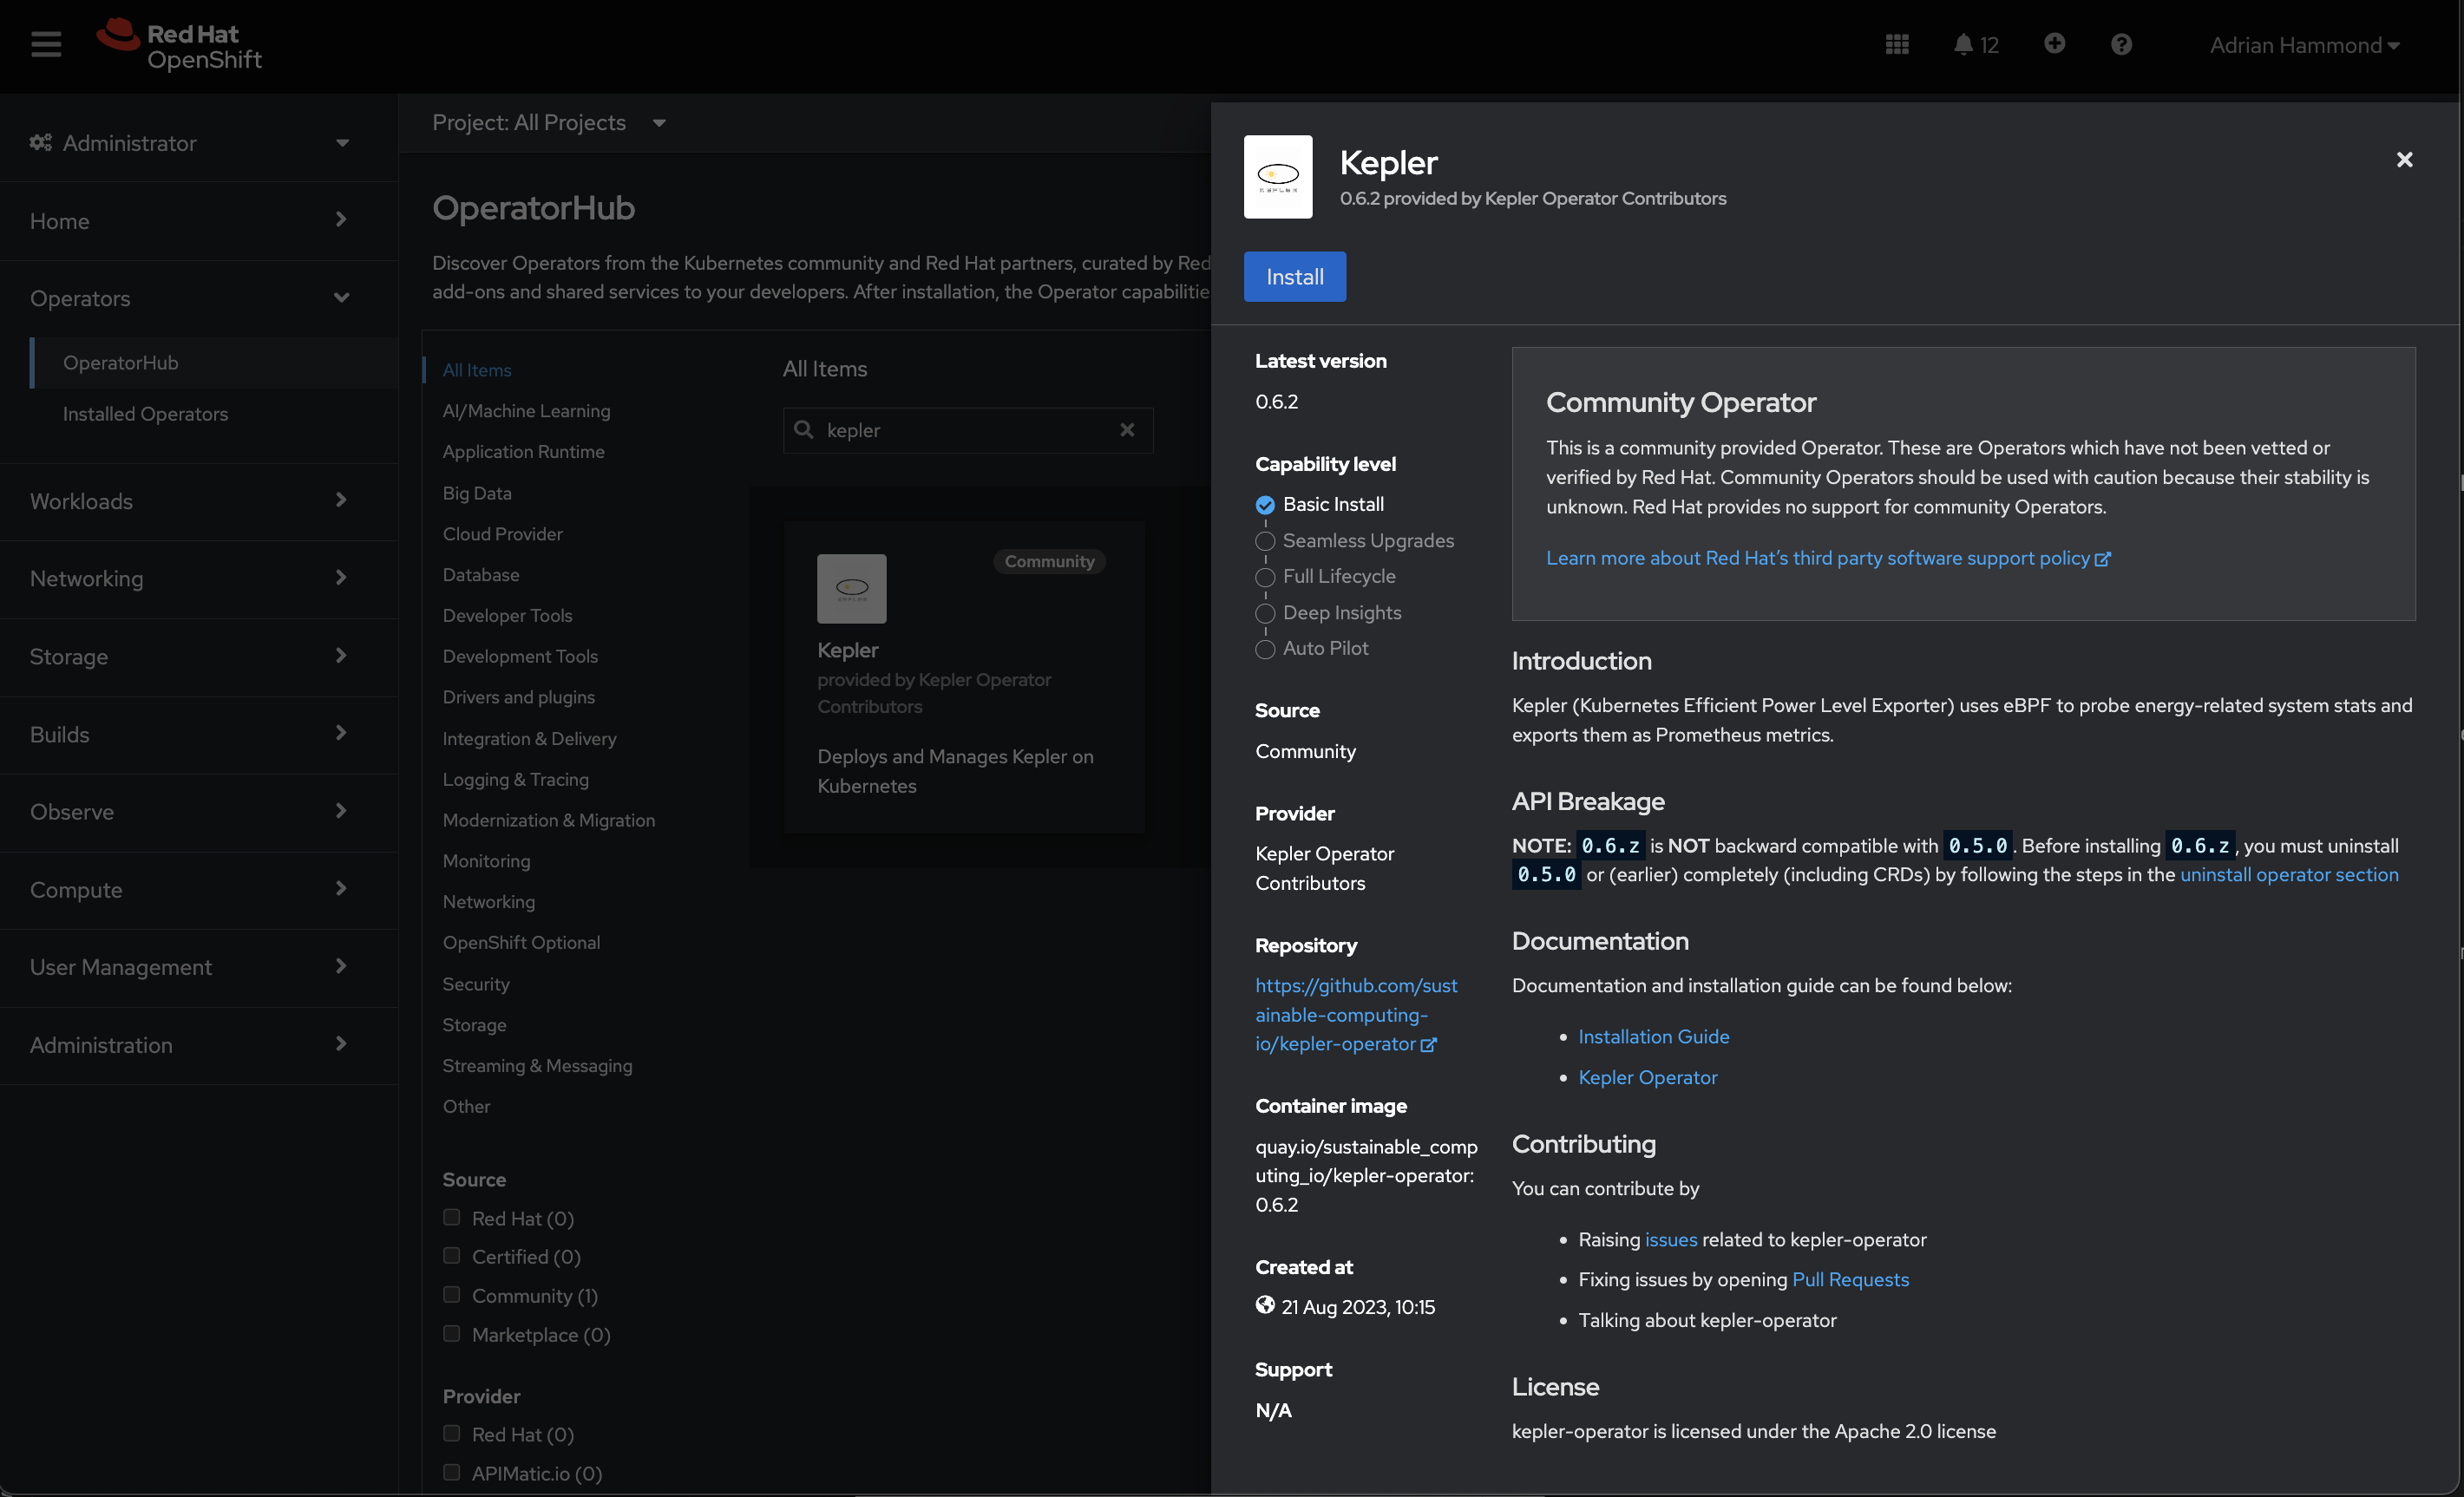 Red Hat
OpenShift
12
Adrian Hammond
Administrator
Home
Operators
OperatorHub
Installed Operators
Workloads
Networking
Storage
Builds
Observe
Compute
User Management
Administration
Project: All Projects
OperatorHub
Discover Operators from the Kubernetes community and Red Hat partners, curated by Red
add-ons and shared services to your developers. After installation, the Operator capabilitie
All Items
AI/Machine Learning
Application Runtime
Big Data
Cloud Provider
Database
Developer Tools
Development Tools
Drivers and plugins
Integration & Delivery
Logging & Tracing
Modernization & Migration
Monitoring
Networking
OpenShift Optional
Security
Storage
Streaming & Messaging
Other
Source
Red Hat (0)
Certified (0)
Community (1)
Marketplace (0)
Provider
Red Hat (0)
APIMatic.io (0)
All Items
kepler
Community
KEPLER
Kepler
provided by Kepler Operator
Contributors
Deploys and Manages Kepler on
Kubernetes
KEPLER
Kepler
0.6.2 provided by Kepler Operator Contributors
Install
Latest version
0.6.2
Capability level
Basic Install
Seamless Upgrades
Full Lifecycle
Deep Insights
Auto Pilot
Source
Community
Provider
Kepler Operator
Contributors
Repository
https://github.com/sust
ainable-computing-
io/kepler-operator
Container image
quay.io/sustainable_comp
uting_io/kepler-operator:
0.6.2
Created at
21 Aug 2023, 10:15
Support
N/A
Community Operator
This is a community provided Operator. These are Operators which have not been vetted or
verified by Red Hat. Community Operators should be used with caution because their stability is
unknown. Red Hat provides no support for community Operators.
Learn more about Red Hat’s third party software support policy
Introduction
Kepler (Kubernetes Efficient Power Level Exporter) uses eBPF to probe energy-related system stats and
exports them as Prometheus metrics.
API Breakage
NOTE: 0.6.z is NOT backward compatible with 0.5.0. Before installing 0.6.z, you must uninstall
0.5.0 or (earlier) completely (including CRDs) by following the steps in the uninstall operator section
Documentation
Documentation and installation guide can be found below:
• Installation Guide
• Kepler Operator
Contributing
You can contribute by
• Raising issues related to kepler-operator
• Fixing issues by opening Pull Requests
• Talking about kepler-operator
License
kepler-operator is licensed under the Apache 2.0 license